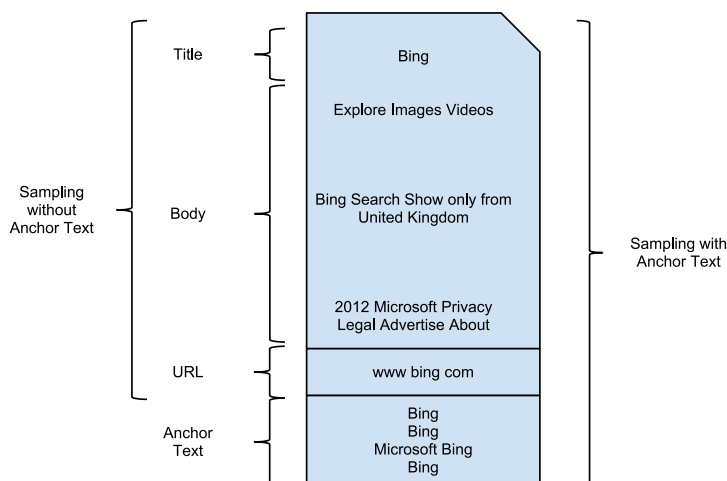 Title
Bing
Explore Images Videos
Sampling
without
Anchor Text
Body
Bing Search Show only from
United Kingdom
Sampling with
Anchor Text
2012 Microsoft Privacy
Legal Advertise About
URL
www bing com
Anchor
Text
Bing
Bing
Microsoft Bing
Bing